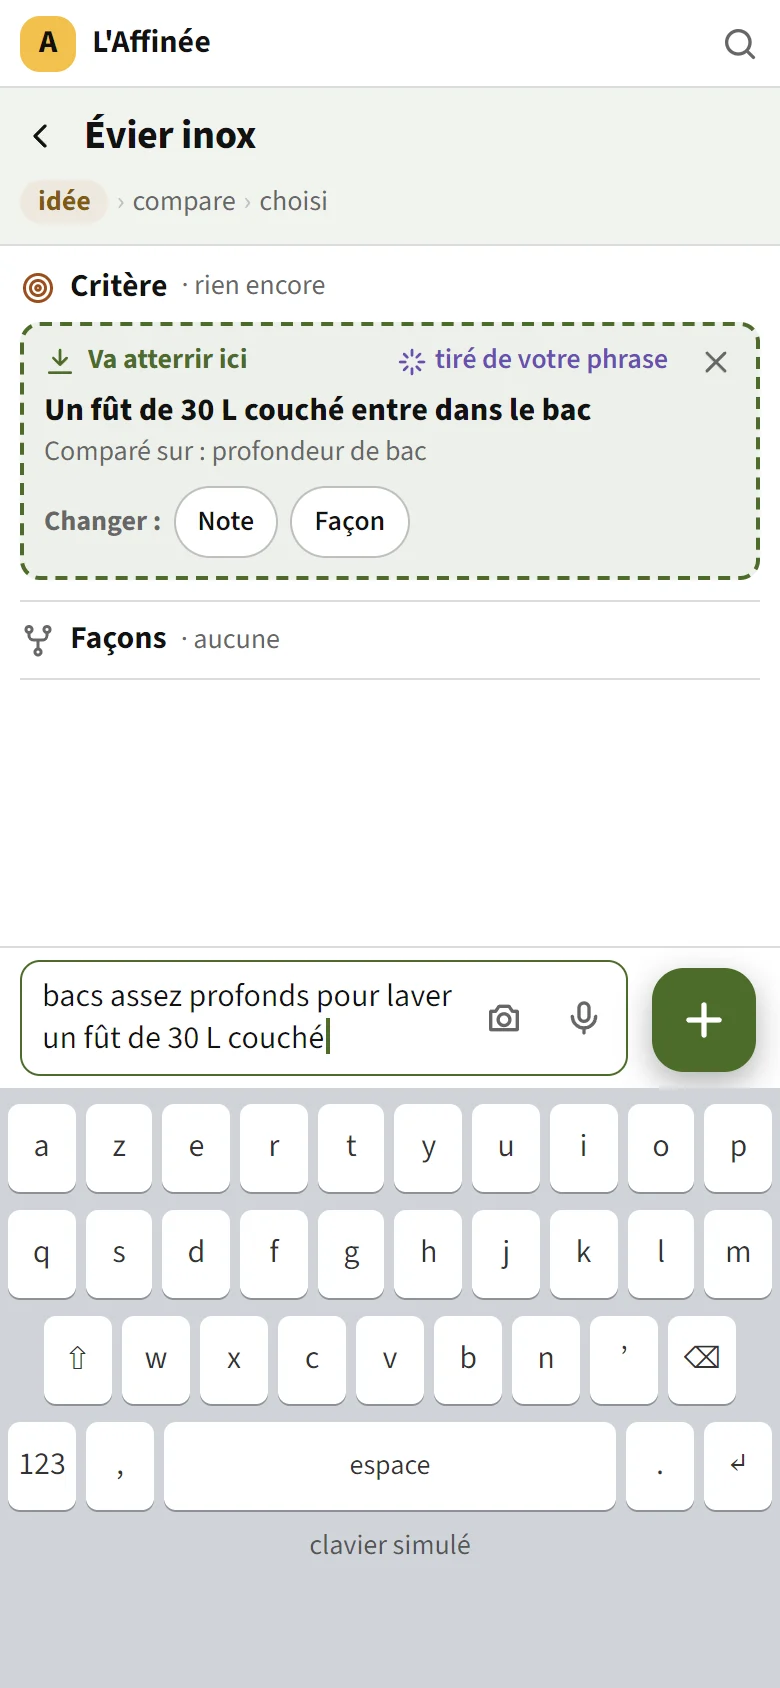 A L'Affinée
Évier inox
idée › compare › choisi
Critère · rien encore
Va atterrir ici tiré de votre phrase
Un fût de 30 L couché entre dans le bac
Comparé sur : profondeur de bac
Changer : Note Façon
Façons · aucune
bacs assez profonds pour laver
un fût de 30 L couché
a z e r t y u i o p
q s d f g h j k l m
⇧ w x c v b n ’ ⌫
123 , espace . ↵
clavier simulé